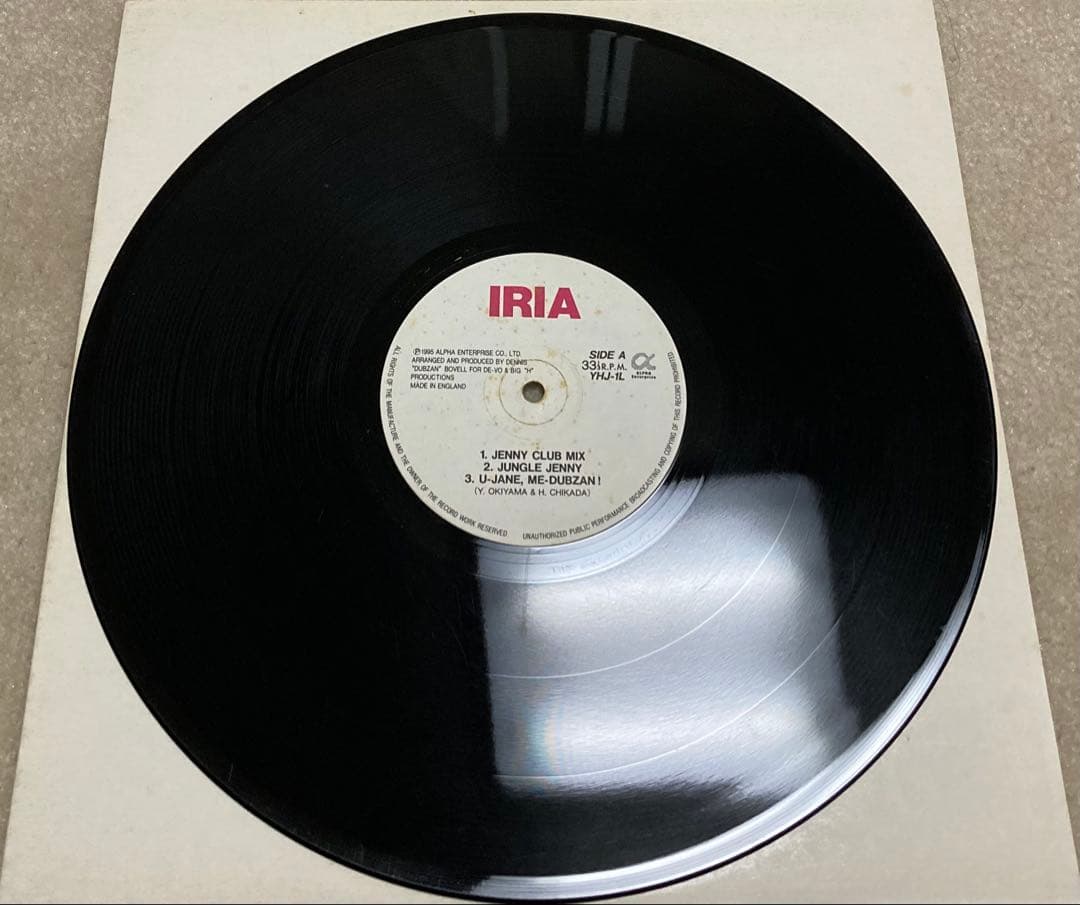 IRIA
℗1995 ALPHA ENTERPRISE CO., LTD.
ARRANGED AND PRODUCED BY DENNIS
"DUBZAN" BOVELL FOR DE-VO & BIG "H"
PRODUCTIONS
MADE IN ENGLAND
SIDE A
33⅓R.P.M.
YHJ-1L
α
ALPHA
Enterprise
1. JENNY CLUB MIX
2. JUNGLE JENNY
3. U-JANE, ME-DUBZAN!
(Y. OKIYAMA & H. CHIKADA)
ALL RIGHTS OF THE MANUFACTURE AND THE OWNER OF THE RECORD WORK RESERVED
UNAUTHORIZED PUBLIC PERFORMANCE BROADCASTING AND COPYING OF THIS RECORD PROHIBITED